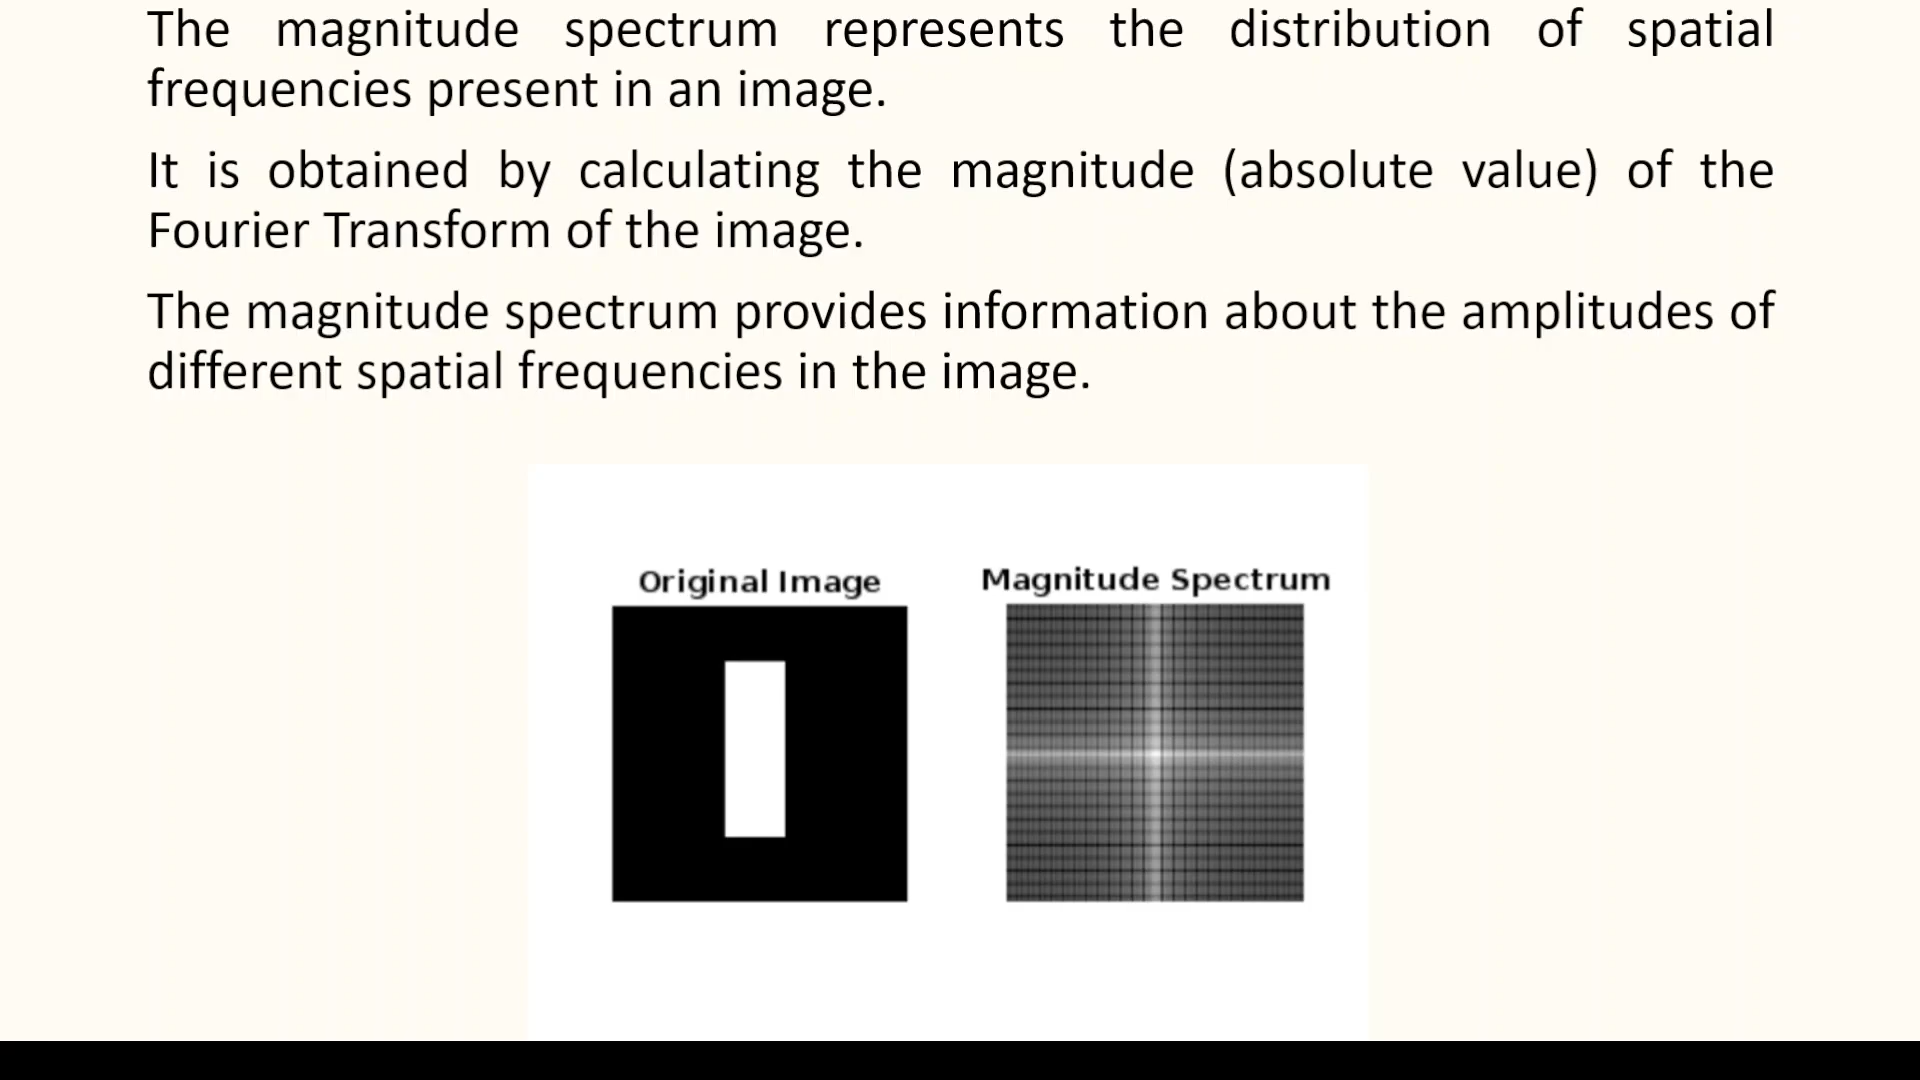 The magnitude spectrum represents the distribution of spatial
frequencies present in an image.
It is obtained by calculating the magnitude (absolute value) of the
Fourier Transform of the image.
The magnitude spectrum provides information about the amplitudes of
different spatial frequencies in the image.
Original Image
Magnitude Spectrum